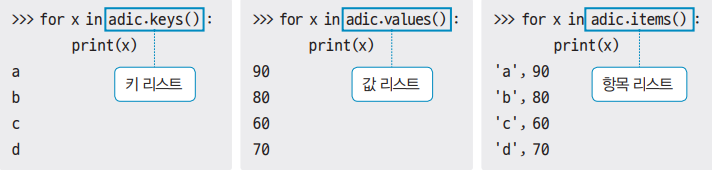 >>> for x in adic.keys():
print(x)
키 리스트
a
b
c
d
>>> for x in adic.values():
print(x)
값 리스트
90
80
60
70
>>> for x in adic.items():
print(x)
항목 리스트
'a', 90
'b', 80
'c', 60
'd', 70